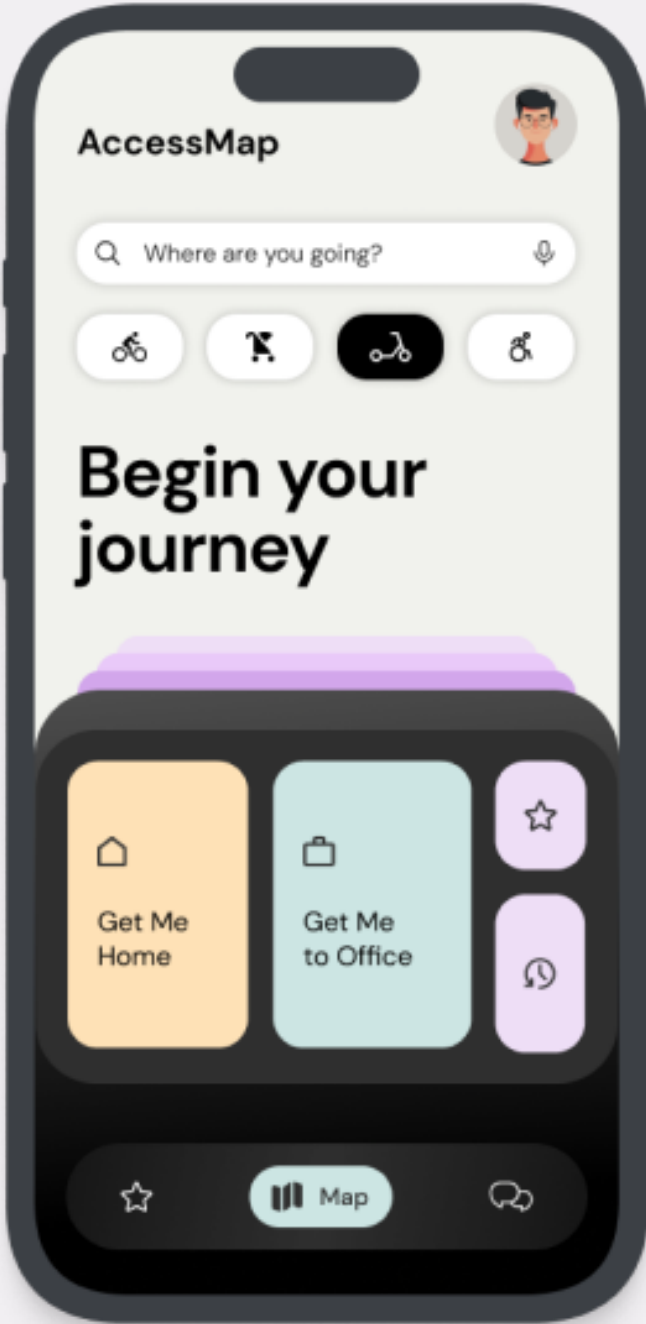 AccessMap
Where are you going?
Begin your
journey
Get Me
Home
Get Me
to Office
Map